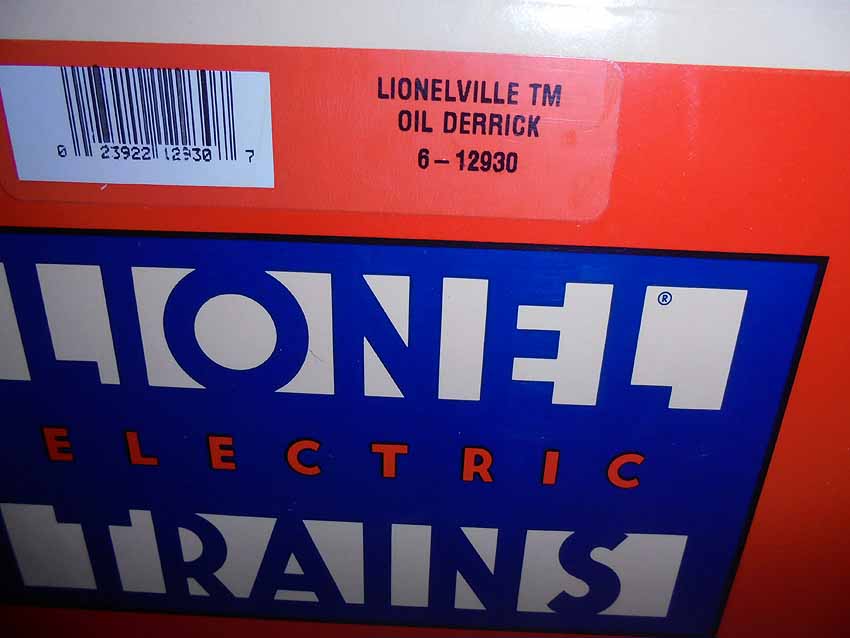 LIONELVILLE TM
OIL DERRICK
6-12930
0 23922 12930 7
LIONEL®
ELECTRIC
TRAINS